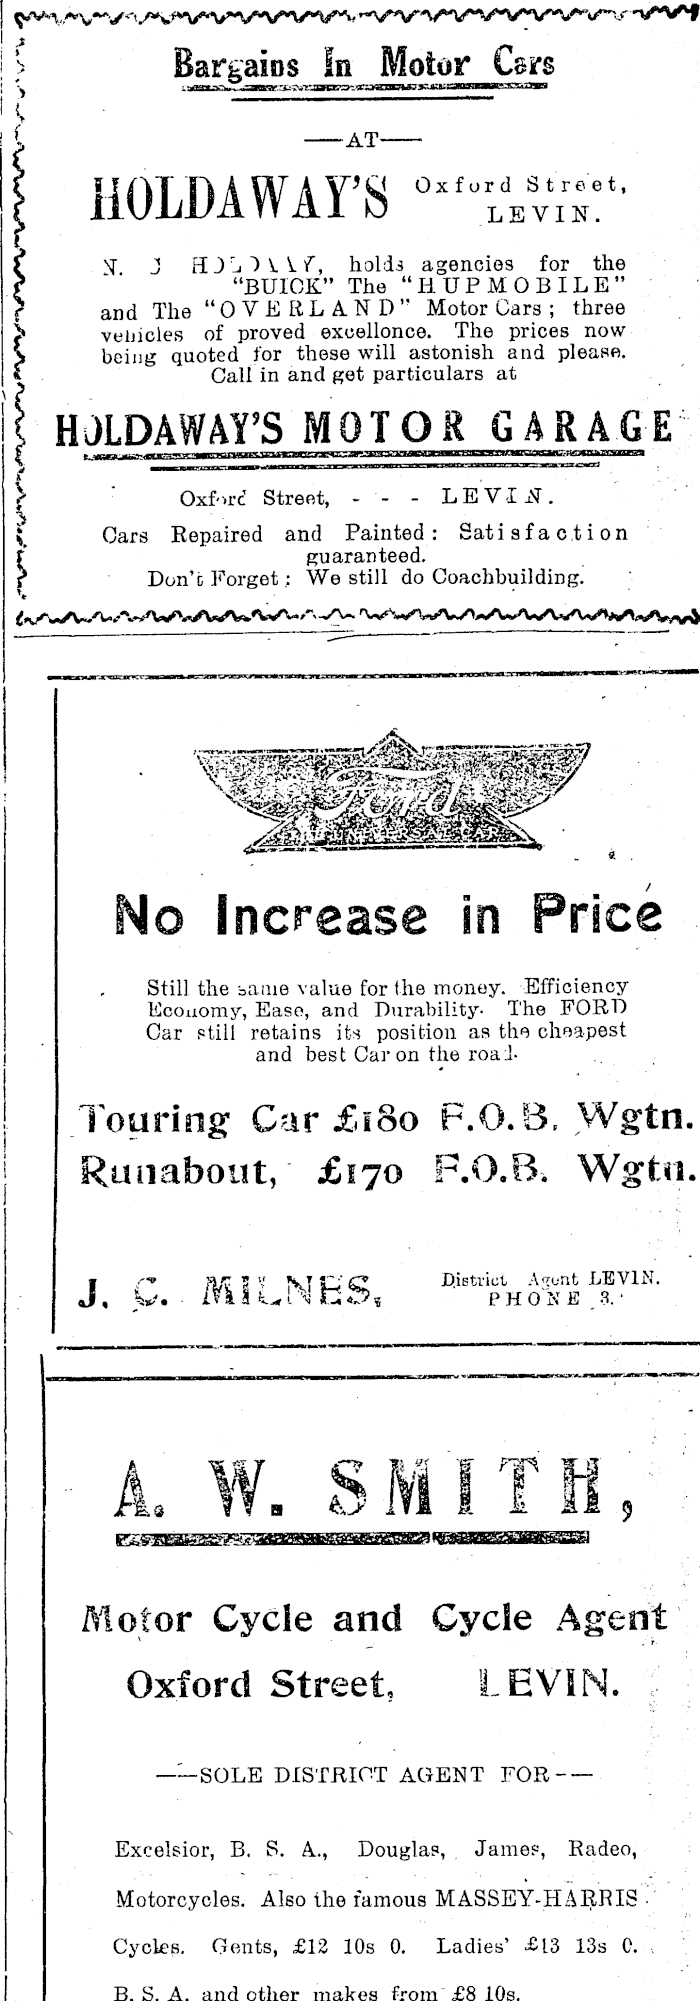 Bargains In Motor Cars
—AT—
HOLDAWAY'S Oxford Street,
LEVIN.
N. J HOLDAWAY, holds agencies for the
"BUICK" The "HUPMOBILE"
and The "OVERLAND" Motor Cars; three
vehicles of proved excellonce. The prices now
being quoted for these will astonish and please.
Call in and get particulars at
HOLDAWAY'S MOTOR GARAGE
Oxford Street, - - - LEVIN.
Cars Repaired and Painted: Satisfaction
guaranteed.
Don't Forget: We still do Coachbuilding.
Ford
THE UNIVERSAL CAR
No Increase in Price
Still the same value for the money. Efficiency
Economy, Ease, and Durability. The FORD
Car still retains its position as the cheapest
and best Car on the road.
Touring Car £180 F.O.B. Wgtn.
Runabout, £170 F.O.B. Wgtn.
J. C. MILNES, District Agent LEVIN.
PHONE 3.
A. W. SMITH,
Motor Cycle and Cycle Agent
Oxford Street, LEVIN.
——SOLE DISTRICT AGENT FOR——
Excelsior, B. S. A., Douglas, James, Radeo,
Motorcycles. Also the famous MASSEY-HARRIS
Cycles. Gents, £12 10s 0. Ladies' £13 13s 0.
B. S. A. and other makes from £8 10s.